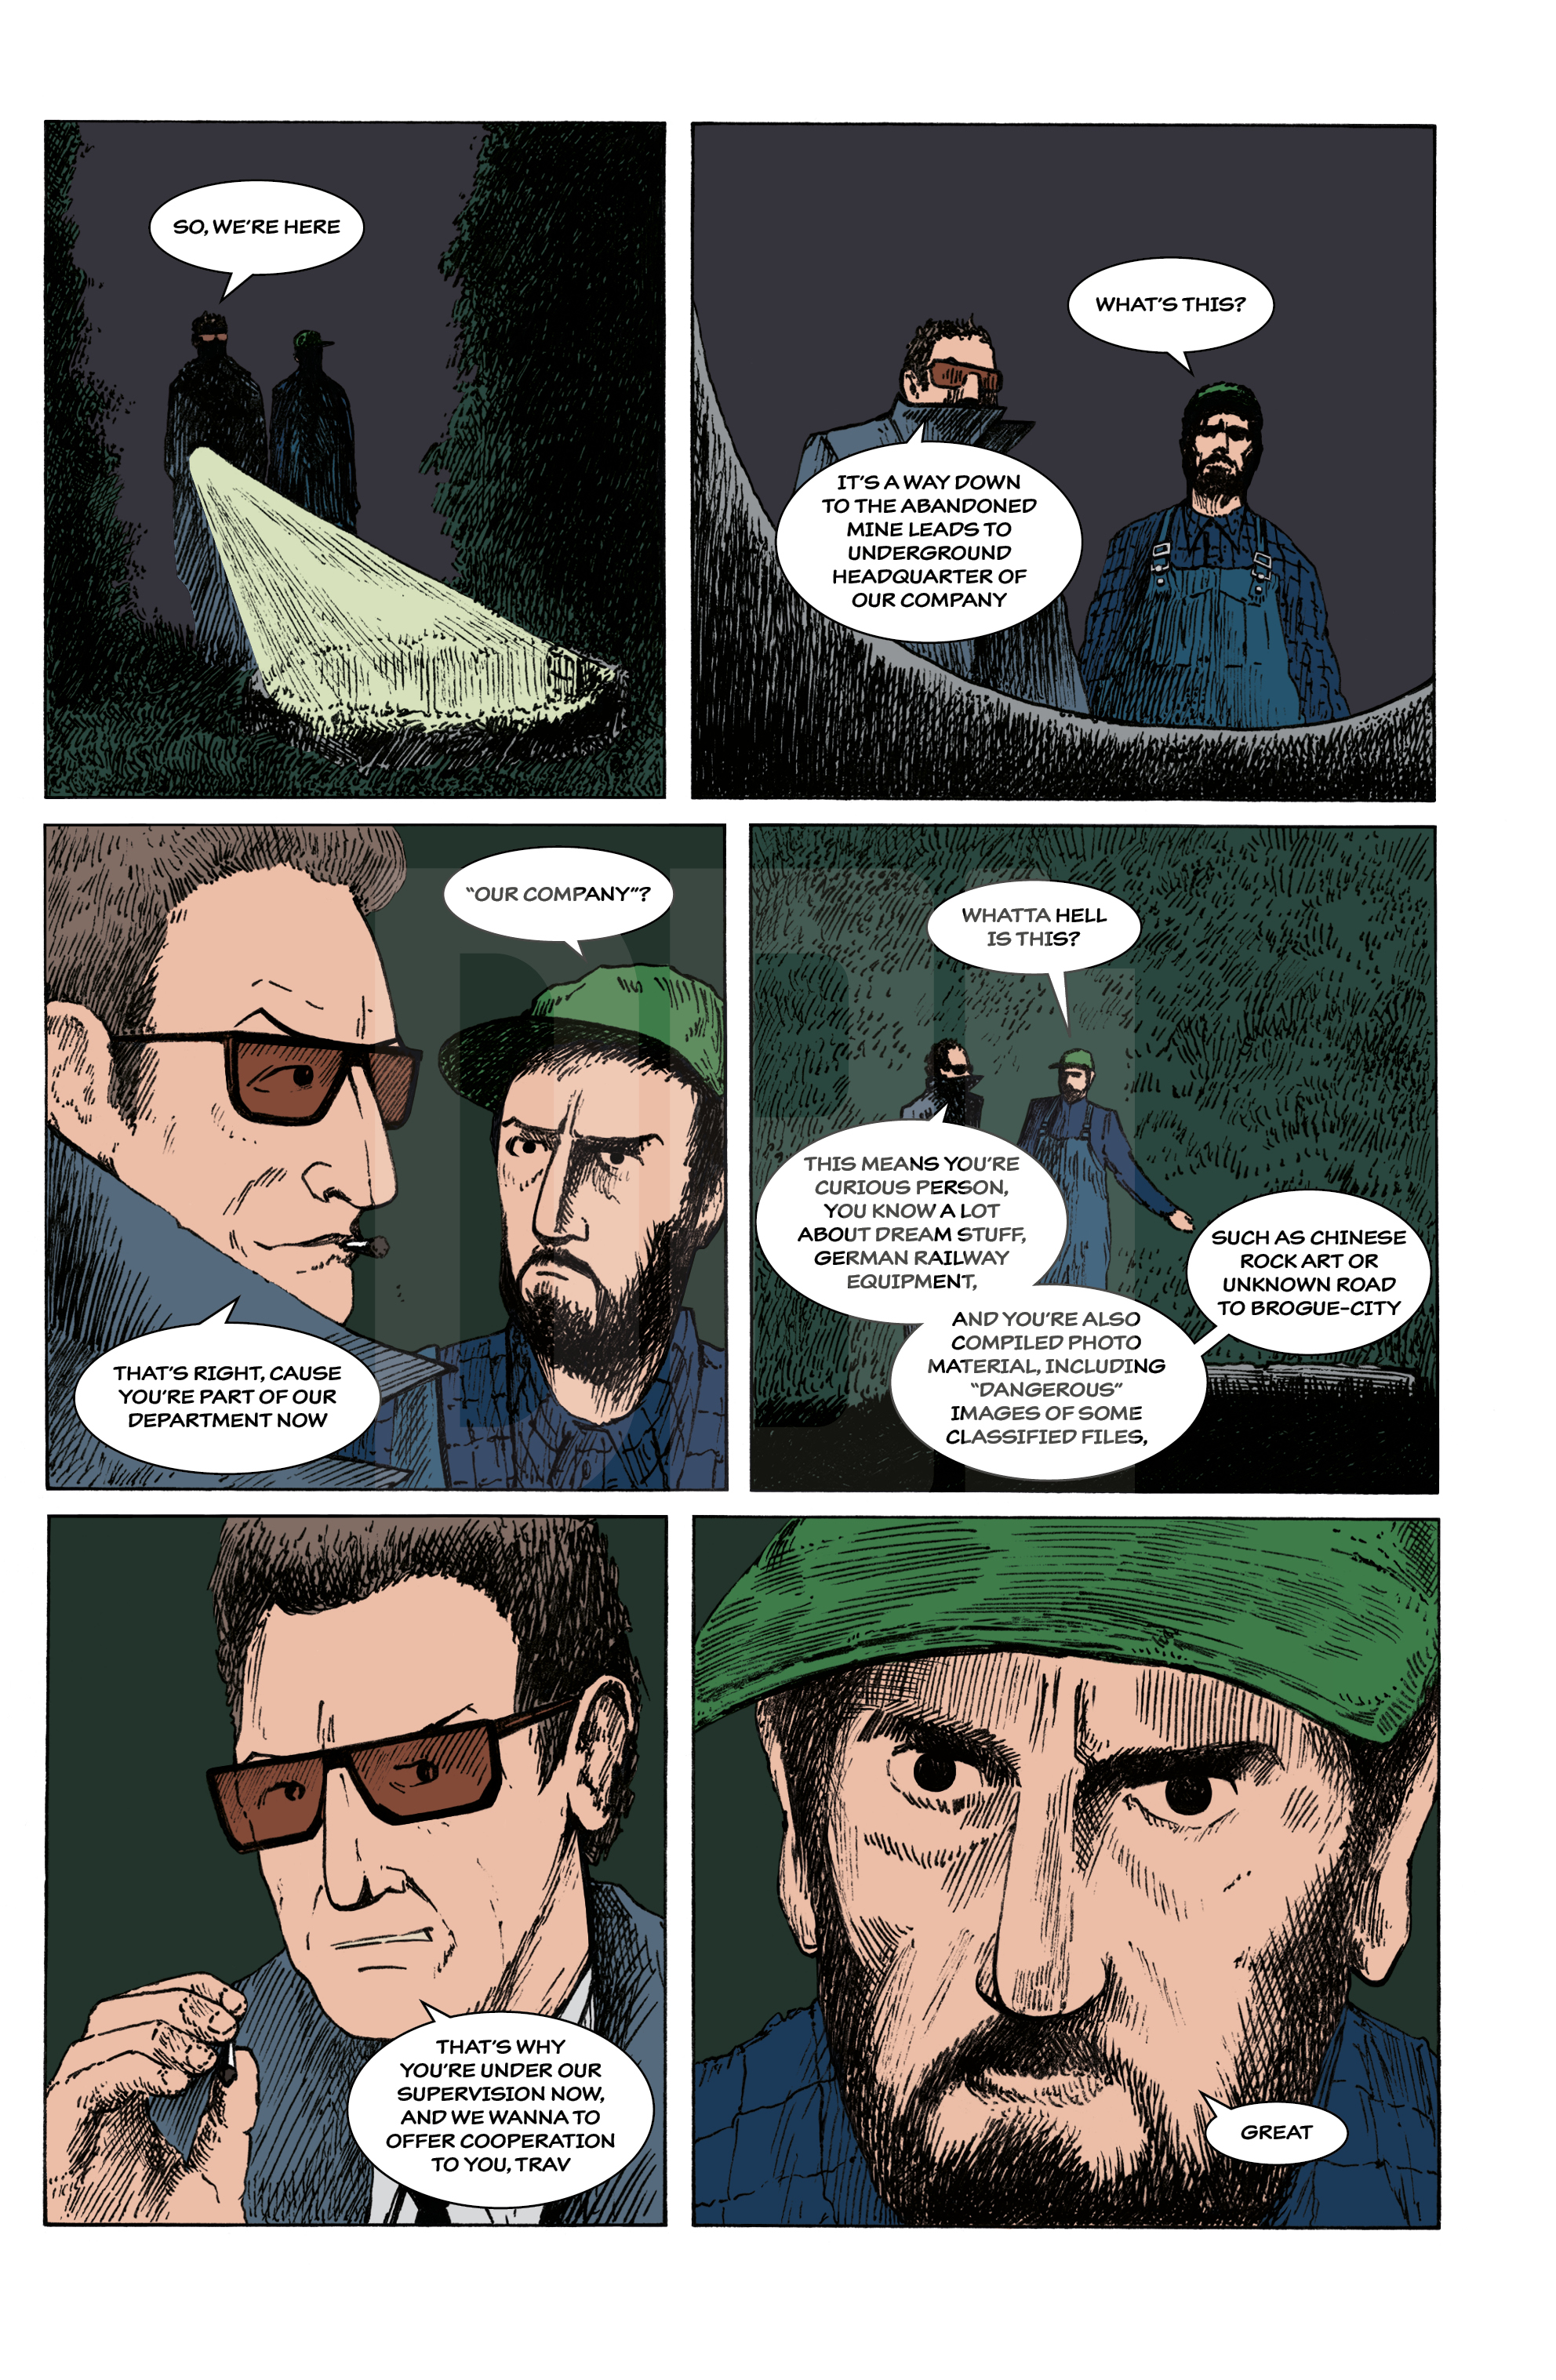 SO, WE'RE HERE
WHAT'S THIS?
IT'S A WAY DOWN
TO THE ABANDONED
MINE LEADS TO
UNDERGROUND
HEADQUARTER OF
OUR COMPANY
"OUR COMPANY"?
THAT'S RIGHT, CAUSE
YOU'RE PART OF OUR
DEPARTMENT NOW
WHATTA HELL
IS THIS?
THIS MEANS YOU'RE
CURIOUS PERSON,
YOU KNOW A LOT
ABOUT DREAM STUFF,
GERMAN RAILWAY
EQUIPMENT,
AND YOU'RE ALSO
COMPILED PHOTO
MATERIAL, INCLUDING
"DANGEROUS"
IMAGES OF SOME
CLASSIFIED FILES,
SUCH AS CHINESE
ROCK ART OR
UNKNOWN ROAD
TO BROGUE-CITY
THAT'S WHY
YOU'RE UNDER OUR
SUPERVISION NOW,
AND WE WANNA TO
OFFER COOPERATION
TO YOU, TRAV
GREAT